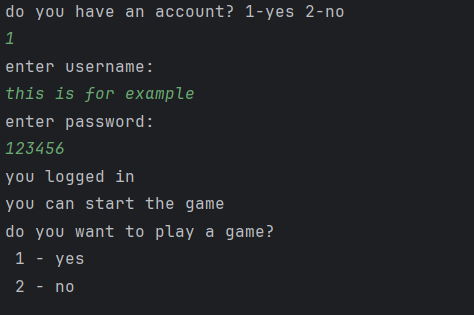 do you have an account? 1-yes 2-no
1
enter username:
this is for example
enter password:
123456
you logged in
you can start the game
do you want to play a game?
1 - yes
2 - no